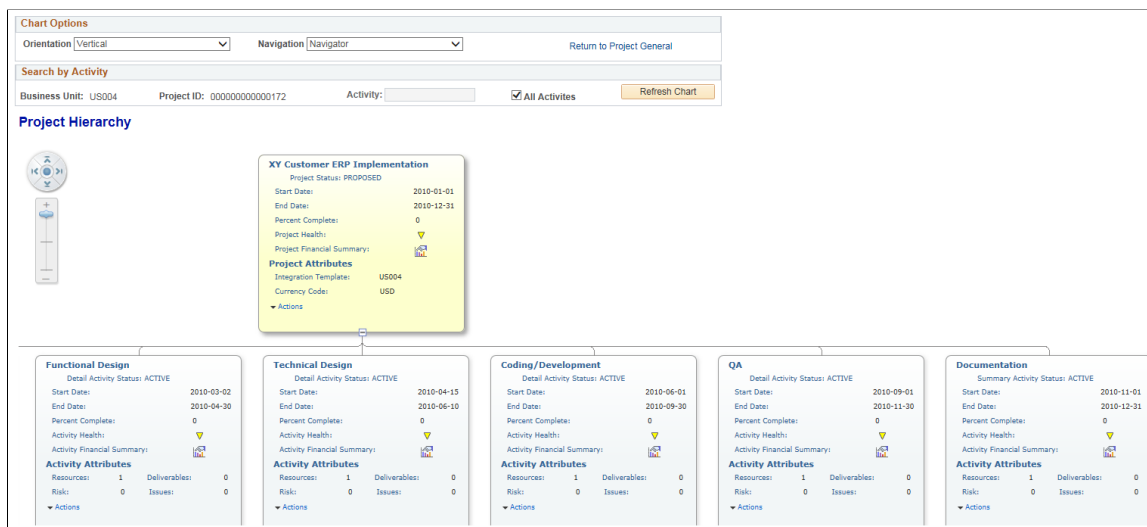 Chart Options
Orientation Vertical Navigation Navigator Return to Project General
Search by Activity
Business Unit: US004 Project ID: 000000000000172 Activity: All Activites Refresh Chart
Project Hierarchy
XY Customer ERP Implementation
Project Status: PROPOSED
Start Date: 2010-01-01
End Date: 2010-12-31
Percent Complete: 0
Project Health:
Project Financial Summary:
Project Attributes
Integration Template: US004
Currency Code: USD
Actions
Functional Design
Detail Activity Status: ACTIVE
Start Date: 2010-03-02
End Date: 2010-04-30
Percent Complete: 0
Activity Health:
Activity Financial Summary:
Activity Attributes
Resources: 1 Deliverables: 0
Risk: 0 Issues: 0
Actions
Technical Design
Detail Activity Status: ACTIVE
Start Date: 2010-04-15
End Date: 2010-06-10
Percent Complete: 0
Activity Health:
Activity Financial Summary:
Activity Attributes
Resources: 1 Deliverables: 0
Risk: 0 Issues: 0
Actions
Coding/Development
Detail Activity Status: ACTIVE
Start Date: 2010-06-01
End Date: 2010-09-30
Percent Complete: 0
Activity Health:
Activity Financial Summary:
Activity Attributes
Resources: 1 Deliverables: 0
Risk: 0 Issues: 0
Actions
QA
Detail Activity Status: ACTIVE
Start Date: 2010-09-01
End Date: 2010-11-30
Percent Complete: 0
Activity Health:
Activity Financial Summary:
Activity Attributes
Resources: 1 Deliverables: 0
Risk: 0 Issues: 0
Actions
Documentation
Summary Activity Status: ACTIVE
Start Date: 2010-11-01
End Date: 2010-12-31
Percent Complete: 0
Activity Health:
Activity Financial Summary:
Activity Attributes
Resources: 1 Deliverables: 0
Risk: 0 Issues: 0
Actions